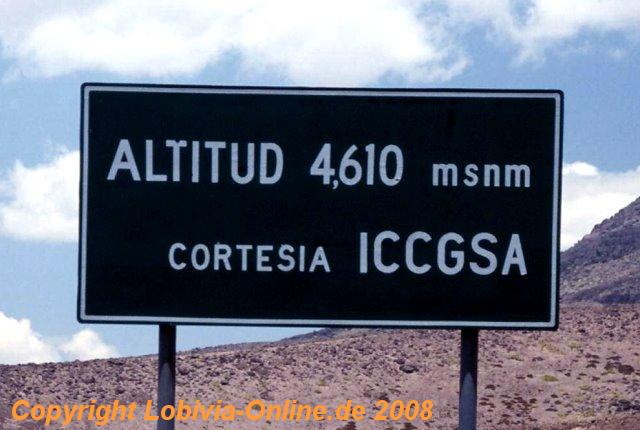 ALTITUD 4,610 msnm
CORTESIA ICCGSA
Copyright Lobivia-Online.de 2008